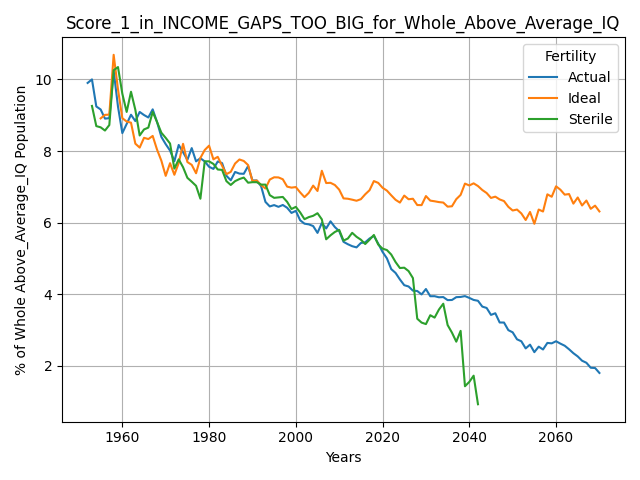 Score_1_in_INCOME_GAPS_TOO_BIG_for_Whole_Above_Average_IQ
% of Whole Above_Average_IQ Population
10
8
6
4
2
Fertility
Actual
Ideal
Sterile
1960 1980 2000 2020 2040 2060
Years